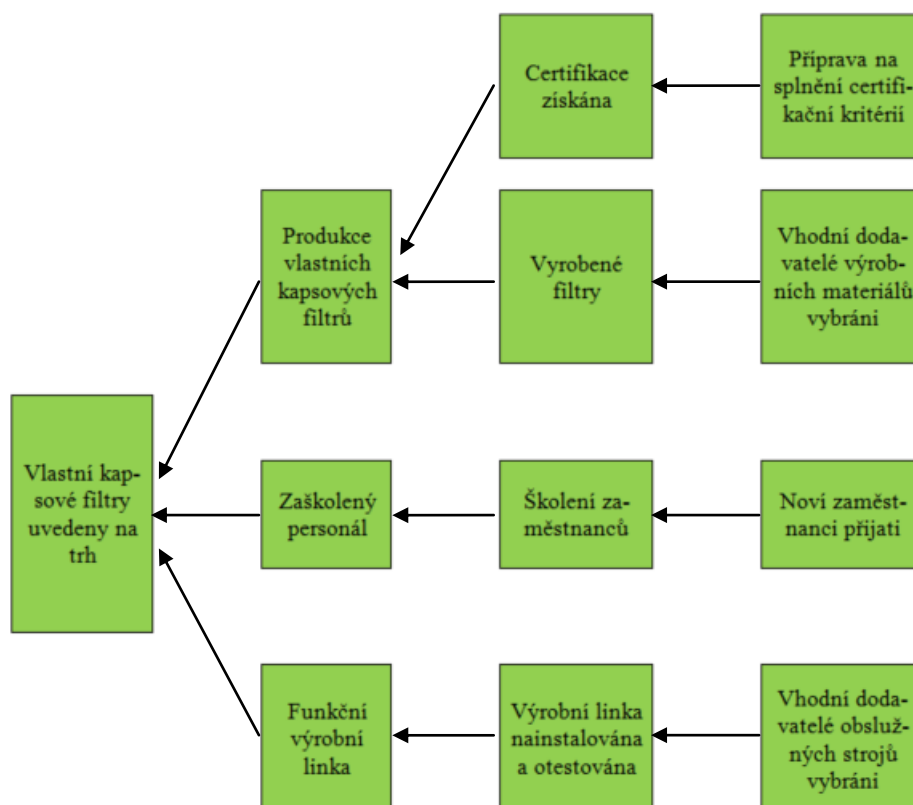 Certifikace
získána
Příprava na
splnění certifi-
kační kritérií
Produkce
vlastních
kapsových
filtrů
Vyrobené
filtry
Vhodní doda-
vatelé výrob-
ních materiálů
vybráni
Vlastní kap-
sové filtry
uvedeny na
trh
Zaškolený
personál
Školení za-
městnanců
Noví zaměst-
nanci přijati
Funkční
výrobní
linka
Výrobní linka
nainstalována
a otestována
Vhodní doda-
vatelé obsluž-
ných strojů
vybráni